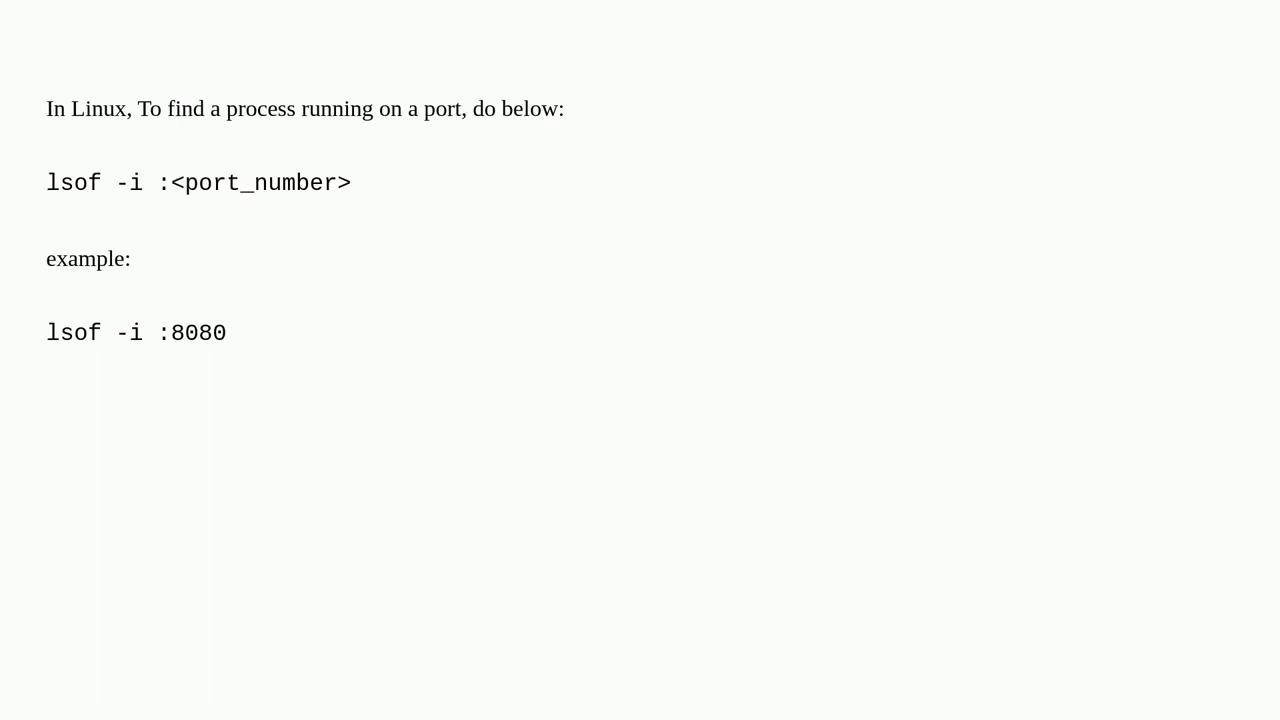 In Linux, To find a process running on a port, do below:
lsof -i :<port_number>
example:
lsof -i :8080